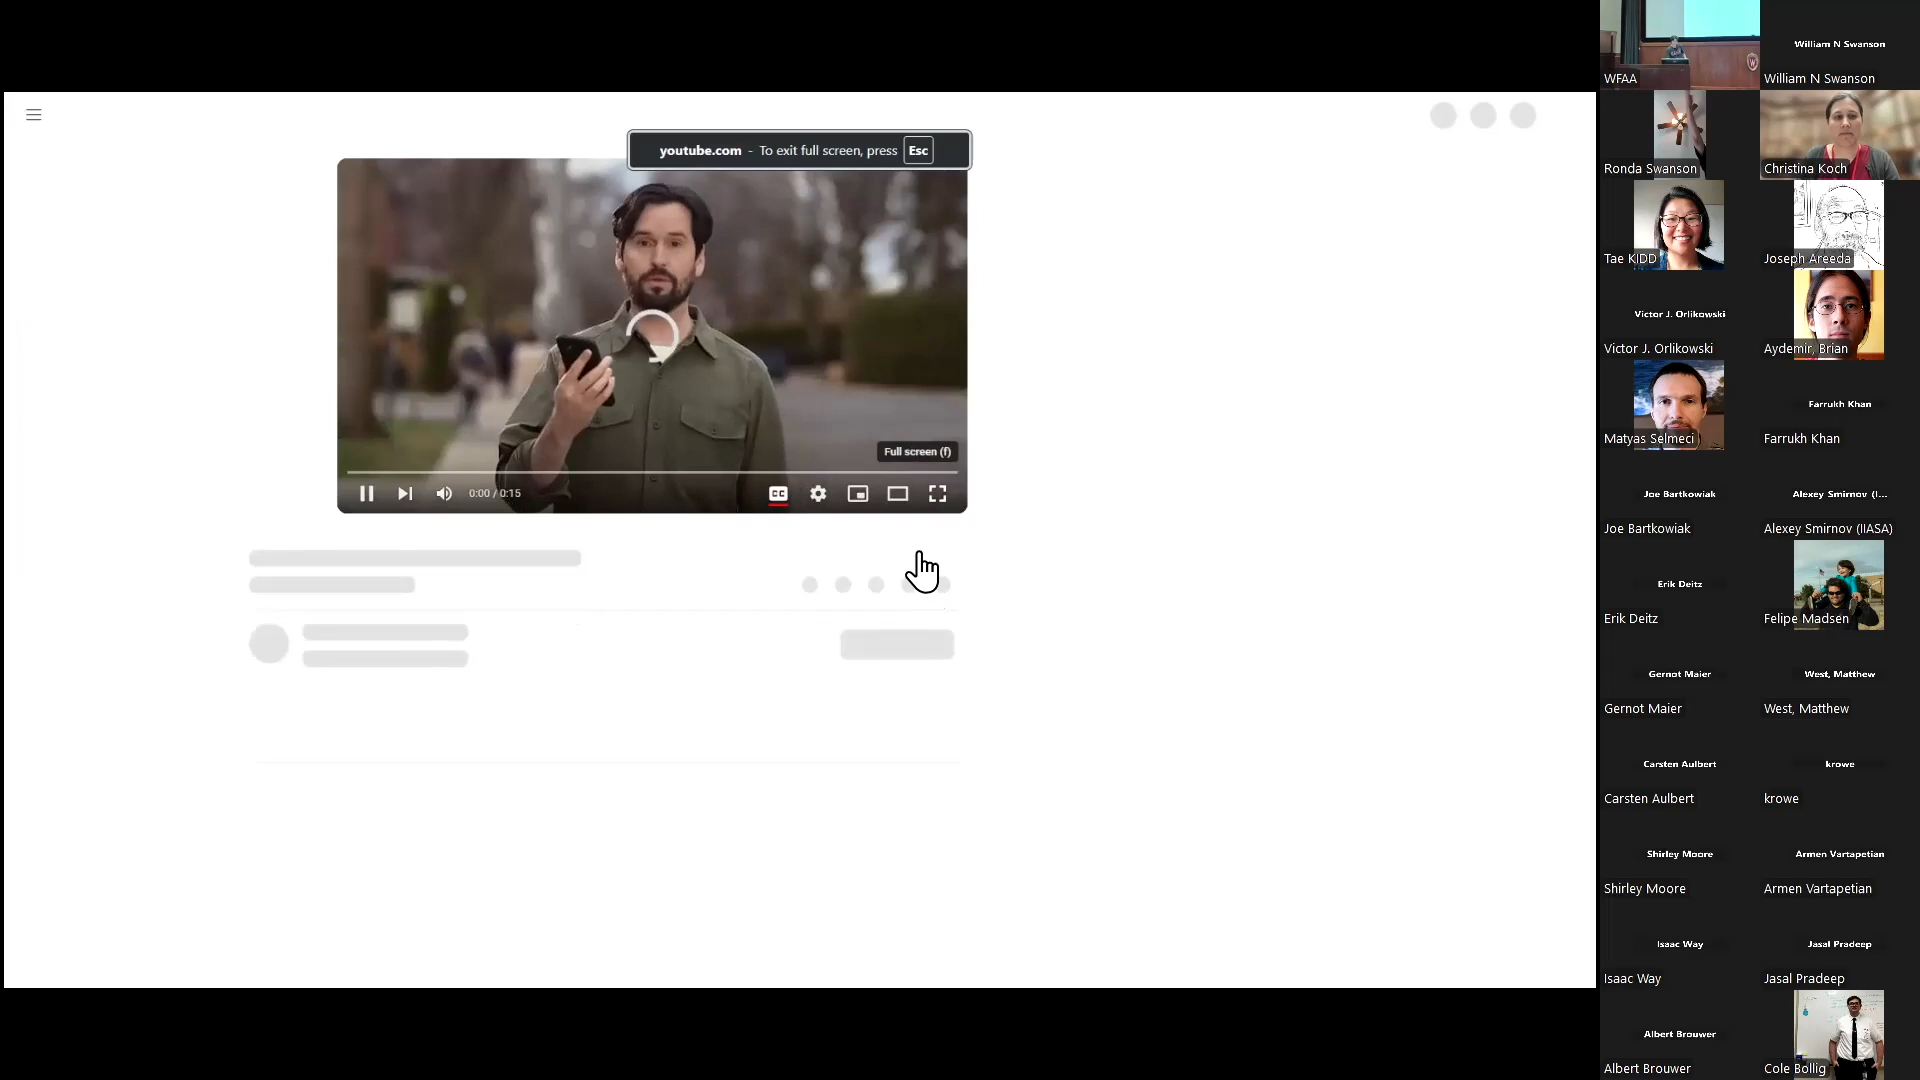 youtube.com - To exit full screen, press Esc
Full screen (f)
CC
0:00 / 0:15
WFAA
William N Swanson
William N Swanson
Ronda Swanson
Christina Koch
Tae KIDD
Joseph Areeda
Victor J. Orlikowski
Victor J. Orlikowski
Aydemir, Brian
Matyas Selmeci
Farrukh Khan
Farrukh Khan
Joe Bartkowiak
Joe Bartkowiak
Alexey Smirnov (I...
Alexey Smirnov (IIASA)
Erik Deitz
Erik Deitz
Felipe Madsen
Gernot Maier
Gernot Maier
West, Matthew
West, Matthew
Carsten Aulbert
Carsten Aulbert
krowe
krowe
Shirley Moore
Shirley Moore
Armen Vartapetian
Armen Vartapetian
Isaac Way
Isaac Way
Jasal Pradeep
Jasal Pradeep
Albert Brouwer
Albert Brouwer
Cole Bollig